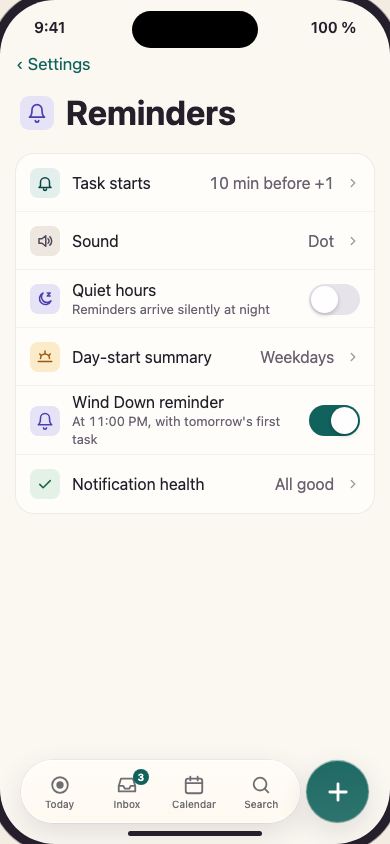 9:41
100 %
‹ Settings
Reminders
Task starts
10 min before +1
Sound
Dot
Quiet hours
Reminders arrive silently at night
Day-start summary
Weekdays
Wind Down reminder
At 11:00 PM, with tomorrow's first
task
Notification health
All good
3
Today
Inbox
Calendar
Search